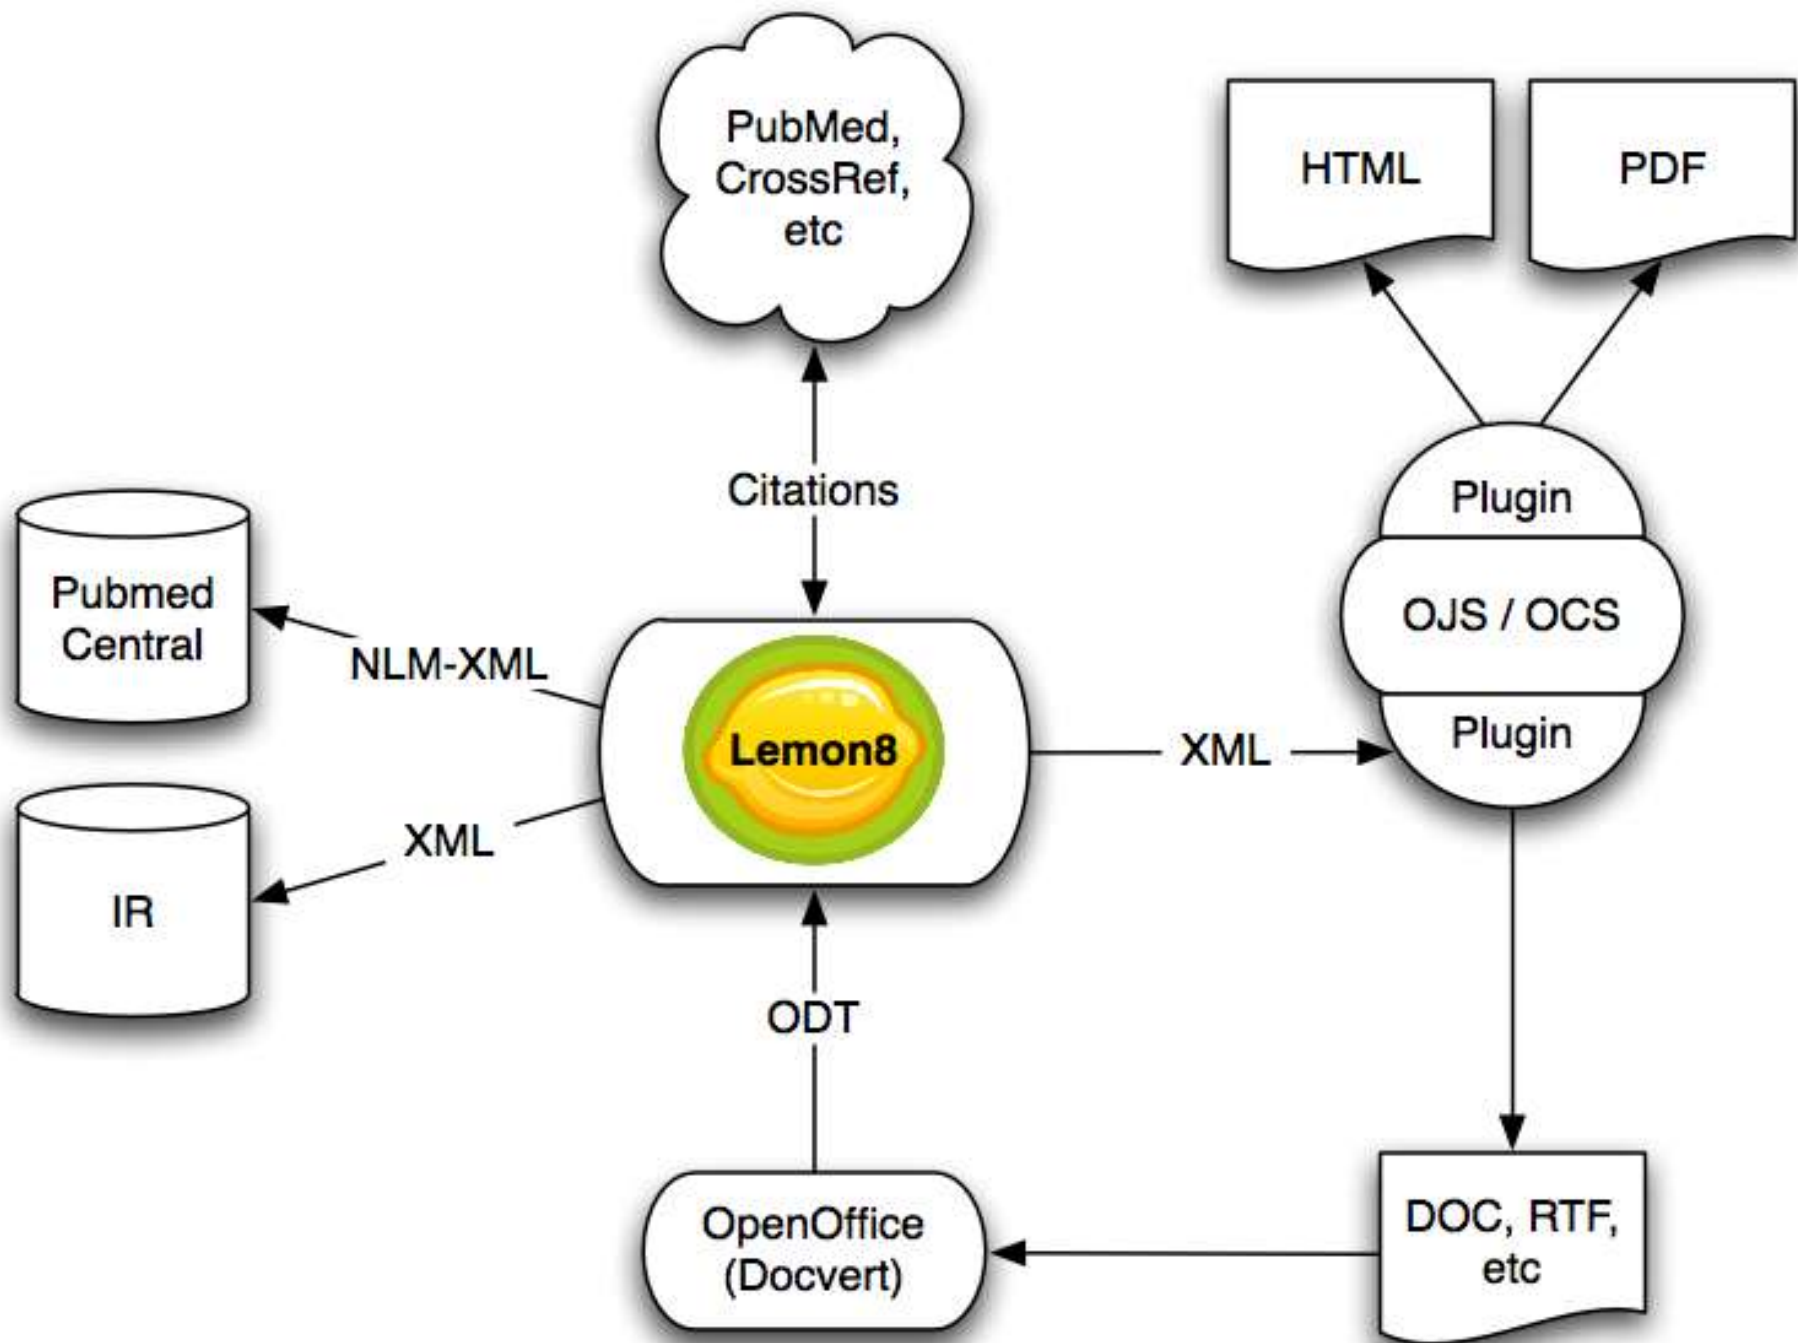 PubMed,
CrossRef,
etc
HTML
PDF
Citations
Plugin
Pubmed
Central
OJS / OCS
NLM-XML
Lemon8
XML
Plugin
XML
IR
ODT
OpenOffice
(Docvert)
DOC, RTF,
etc